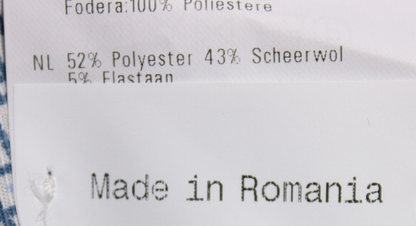 Fodera:100% Poliestere
NL 52% Polyester 43% Scheerwol
5% Elastaan
Made in Romania